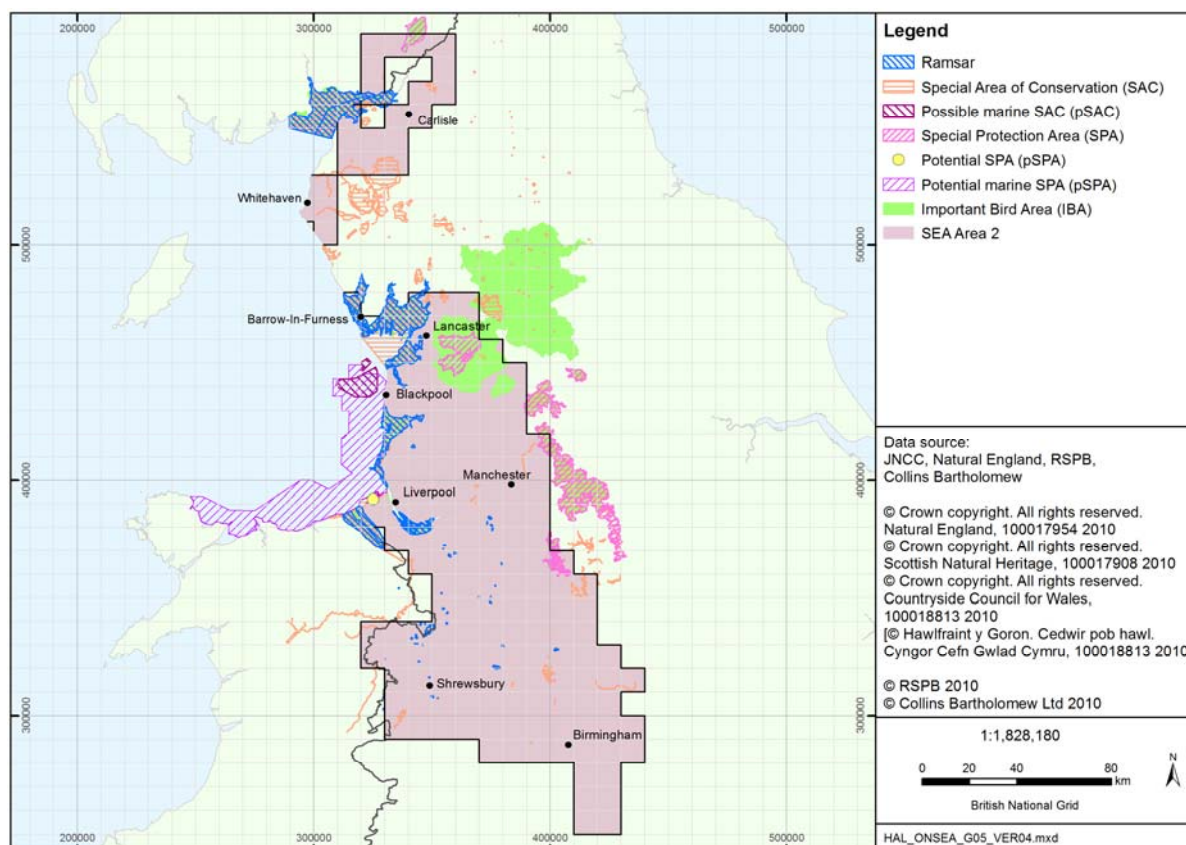 200000
300000
400000
500000
500000
400000
300000
500000
400000
300000
200000
300000
400000
500000
Carlisle
Whitehaven
Barrow-In-Furness
Lancaster
Blackpool
Manchester
Liverpool
Shrewsbury
Birmingham
Legend
Ramsar
Special Area of Conservation (SAC)
Possible marine SAC (pSAC)
Special Protection Area (SPA)
Potential SPA (pSPA)
Potential marine SPA (pSPA)
Important Bird Area (IBA)
SEA Area 2
Data source:
JNCC, Natural England, RSPB,
Collins Bartholomew
© Crown copyright. All rights reserved.
Natural England, 100017954 2010
© Crown copyright. All rights reserved.
Scottish Natural Heritage, 100017908 2010
© Crown copyright. All rights reserved.
Countryside Council for Wales,
100018813 2010
[© Hawlfraint y Goron. Cedwir pob hawl.
Cyngor Cefn Gwlad Cymru, 100018813 2010
© RSPB 2010
© Collins Bartholomew Ltd 2010
1:1,828,180
0 20 40 80
km
N
British National Grid
HAL_ONSEA_G05_VER04.mxd